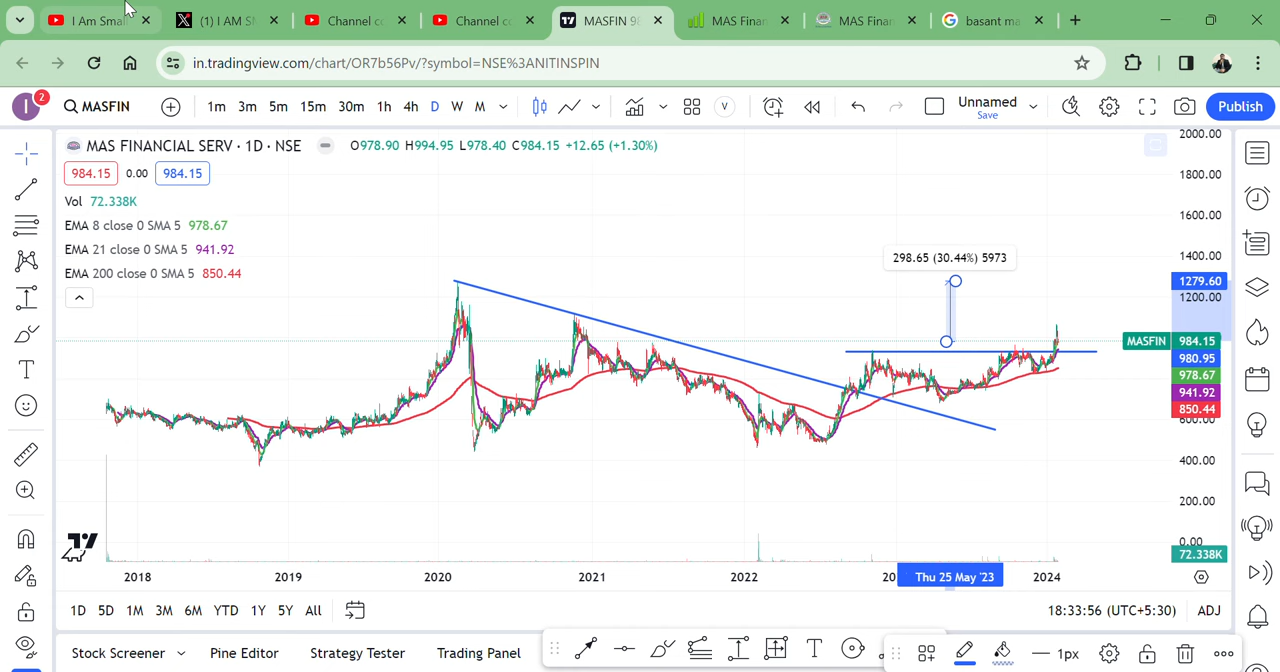 I Am Smal
(1) I AM SM
Channel co
Channel co
MASFIN 98
MAS Finan
MAS Finan
basant ma
in.tradingview.com/chart/OR7b56Pv/?symbol=NSE%3ANITINSPIN
I
2
MASFIN
1m 3m 5m 15m 30m 1h 4h D W M
V
Unnamed
Save
Publish
MAS FINANCIAL SERV · 1D · NSE
O978.90 H994.95 L978.40 C984.15 +12.65 (+1.30%)
984.15 0.00 984.15
Vol 72.338K
EMA 8 close 0 SMA 5 978.67
EMA 21 close 0 SMA 5 941.92
EMA 200 close 0 SMA 5 850.44
298.65 (30.44%) 5973
2000.00
1800.00
1600.00
1400.00
1279.60
1200.00
MASFIN 984.15
980.95
978.67
941.92
850.44
600.00
400.00
200.00
0.00
72.338K
2018 2019 2020 2021 2022 20 Thu 25 May '23 2024
1D 5D 1M 3M 6M YTD 1Y 5Y All
18:33:56 (UTC+5:30) ADJ
Stock Screener Pine Editor Strategy Tester Trading Panel
T
1px